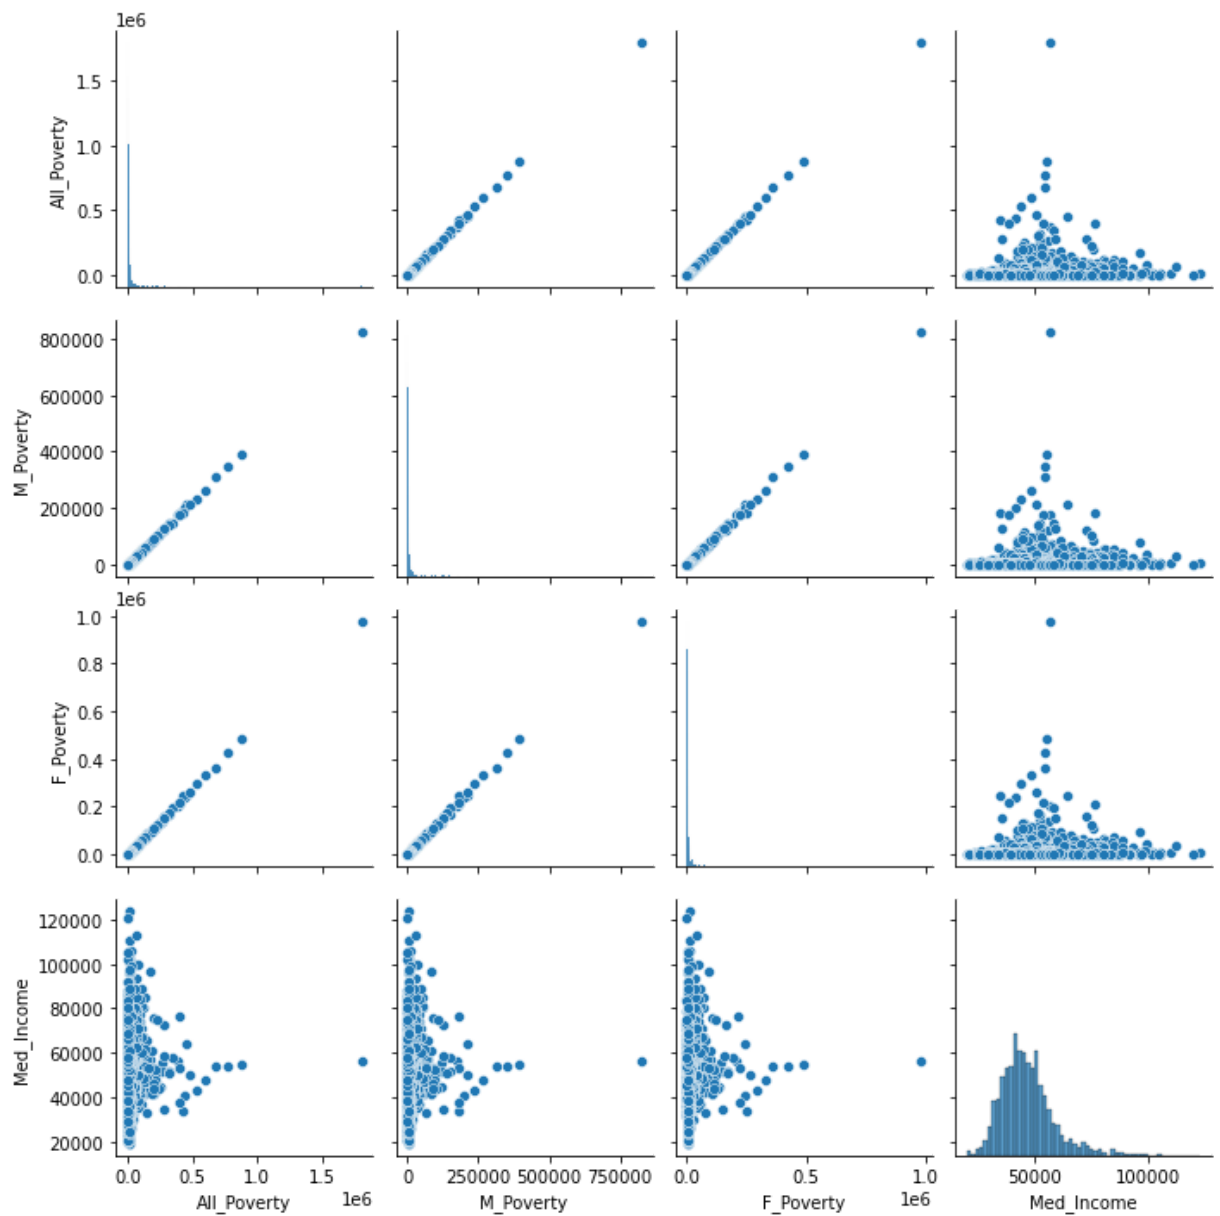 1e6
1.5
1.0
0.5
0.0
All_Poverty
800000
600000
400000
200000
0
M_Poverty
1e6
1.0
0.8
0.6
0.4
0.2
0.0
F_Poverty
120000
100000
80000
60000
40000
20000
Med_Income
0.0 0.5 1.0 1.5 0 250000 500000 750000 0.0 0.5 1.0 50000 100000
1e6 1e6
All_Poverty M_Poverty F_Poverty Med_Income